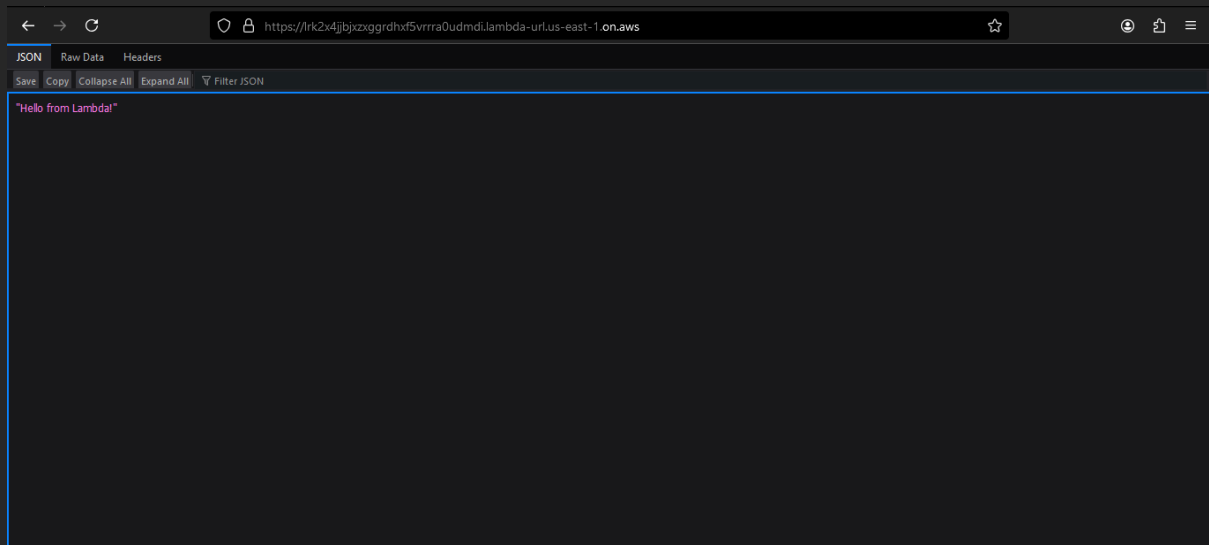 https://lrk2x4jjbjxzxggrdhxf5vrrra0udmdi.lambda-url.us-east-1.on.aws
JSON Raw Data Headers
Save Copy Collapse All Expand All Filter JSON
"Hello from Lambda!"